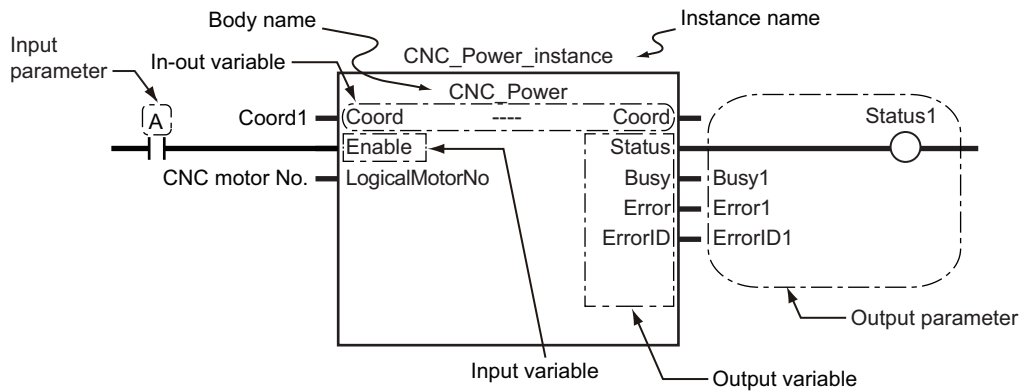 Body name
Instance name
Input
parameter
In-out variable
CNC_Power_instance
CNC_Power
A
Coord1
Coord
----
Coord
Status1
Enable
Status
CNC motor No.
LogicalMotorNo
Busy
Busy1
Error
Error1
ErrorID
ErrorID1
Output parameter
Input variable
Output variable